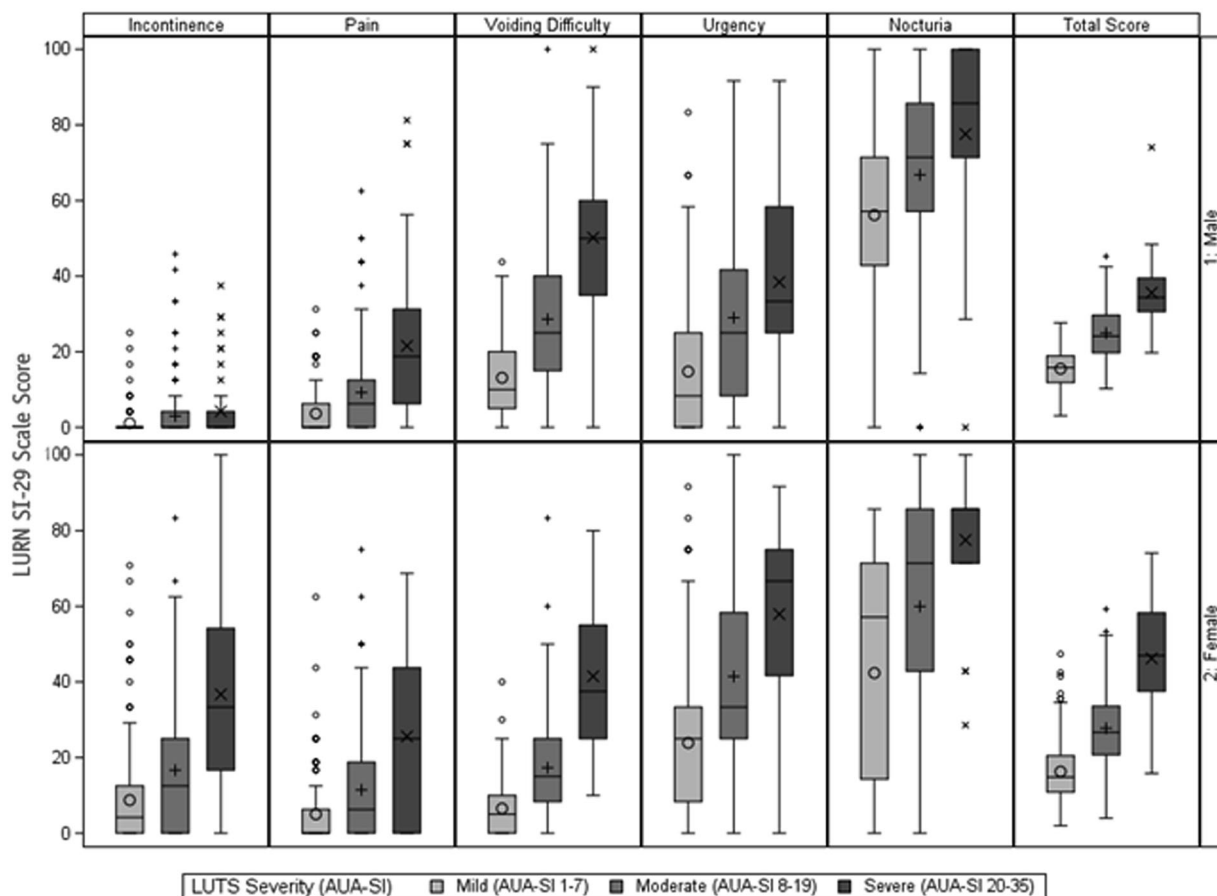 Incontinence Pain Voiding Difficulty Urgency Nocturia Total Score
LURN SI-29 Scale Score
100
80
60
40
20
0
1: Male
100
80
60
40
20
0
2: Female
LUTS Severity (AUA-SI) Mild (AUA-SI 1-7) Moderate (AUA-SI 8-19) Severe (AUA-SI 20-35)